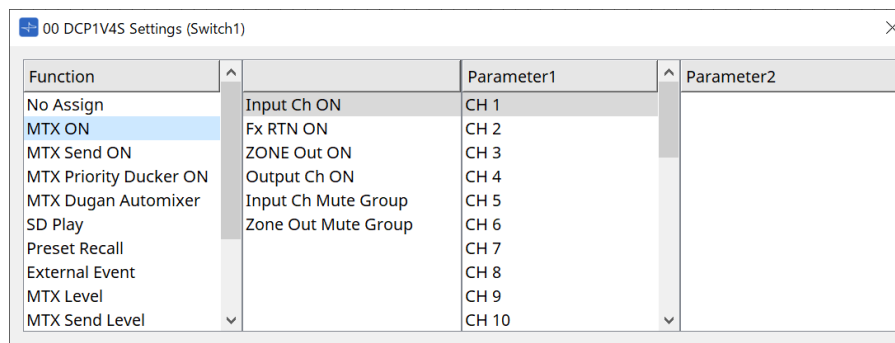 00 DCP1V4S Settings (Switch1)
Function Parameter1 Parameter2
No Assign Input Ch ON CH 1
MTX ON Fx RTN ON CH 2
MTX Send ON ZONE Out ON CH 3
MTX Priority Ducker ON Output Ch ON CH 4
MTX Dugan Automixer Input Ch Mute Group CH 5
SD Play Zone Out Mute Group CH 6
Preset Recall CH 7
External Event CH 8
MTX Level CH 9
MTX Send Level CH 10